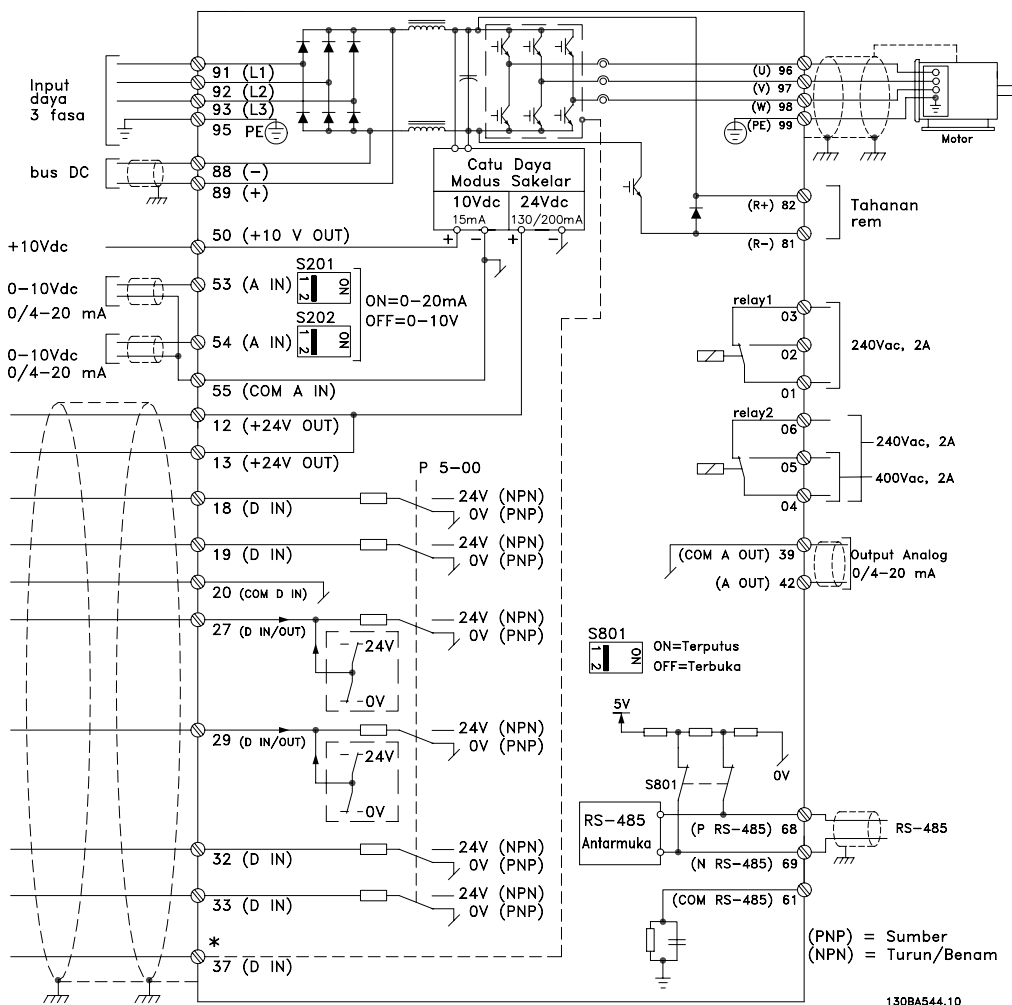 Input
daya
3 fasa
91 (L1)
92 (L2)
93 (L3)
95 PE
bus DC
88 (-)
89 (+)
+10Vdc
50 (+10 V OUT)
0-10Vdc
0/4-20 mA
53 (A IN)
S201
1
2
ON
ON=0-20mA
OFF=0-10V
0-10Vdc
0/4-20 mA
54 (A IN)
S202
1
2
ON
55 (COM A IN)
12 (+24V OUT)
13 (+24V OUT)
Catu Daya
Modus Sakelar
10Vdc
15mA
24Vdc
130/200mA
+
-
+
-
P 5-00
18 (D IN)
24V (NPN)
0V (PNP)
19 (D IN)
24V (NPN)
0V (PNP)
20 (COM D IN)
27 (D IN/OUT)
24V (NPN)
0V (PNP)
24V
0V
29 (D IN/OUT)
24V (NPN)
0V (PNP)
24V
0V
32 (D IN)
24V (NPN)
0V (PNP)
33 (D IN)
24V (NPN)
0V (PNP)
*
37 (D IN)
(U) 96
(V) 97
(W) 98
(PE) 99
Motor
(R+) 82
(R-) 81
Tahanan
rem
relay1
03
02
01
240Vac, 2A
relay2
06
05
04
240Vac, 2A
400Vac, 2A
(COM A OUT) 39
(A OUT) 42
Output Analog
0/4-20 mA
S801
1
2
ON
ON=Terputus
OFF=Terbuka
5V
0V
S801
RS-485
Antarmuka
(P RS-485) 68
(N RS-485) 69
(COM RS-485) 61
RS-485
(PNP) = Sumber
(NPN) = Turun/Benam
130BA544.10